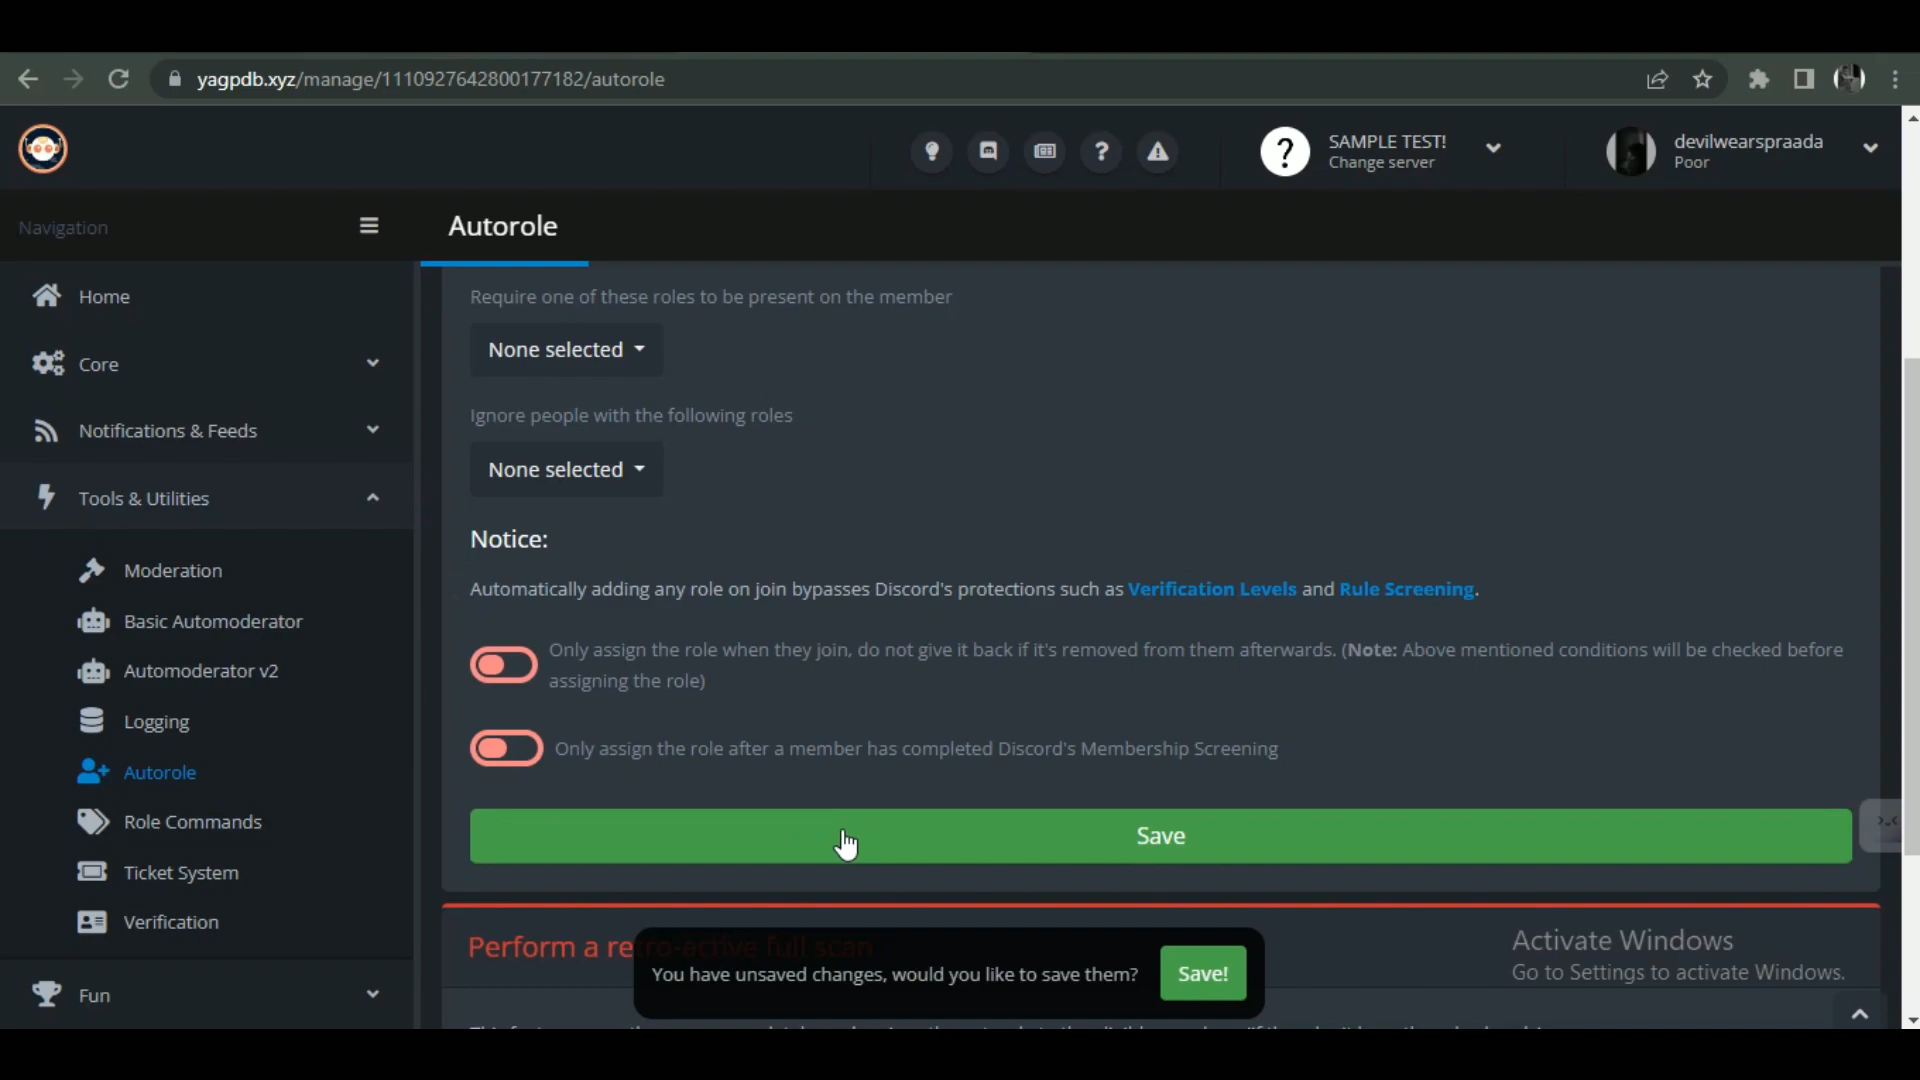 yagpdb.xyz/manage/1110927642800177182/autorole
SAMPLE TEST!
Change server
devilwearspraada
Poor
Navigation
Autorole
Home
Core
Notifications & Feeds
Tools & Utilities
Moderation
Basic Automoderator
Automoderator v2
Logging
Autorole
Role Commands
Ticket System
Verification
Fun
Require one of these roles to be present on the member
None selected
Ignore people with the following roles
None selected
Notice:
Automatically adding any role on join bypasses Discord's protections such as Verification Levels and Rule Screening.
Only assign the role when they join, do not give it back if it's removed from them afterwards. (Note: Above mentioned conditions will be checked before
assigning the role)
Only assign the role after a member has completed Discord's Membership Screening
Save
Perform a retro-active full scan
You have unsaved changes, would you like to save them?
Save!
Activate Windows
Go to Settings to activate Windows.